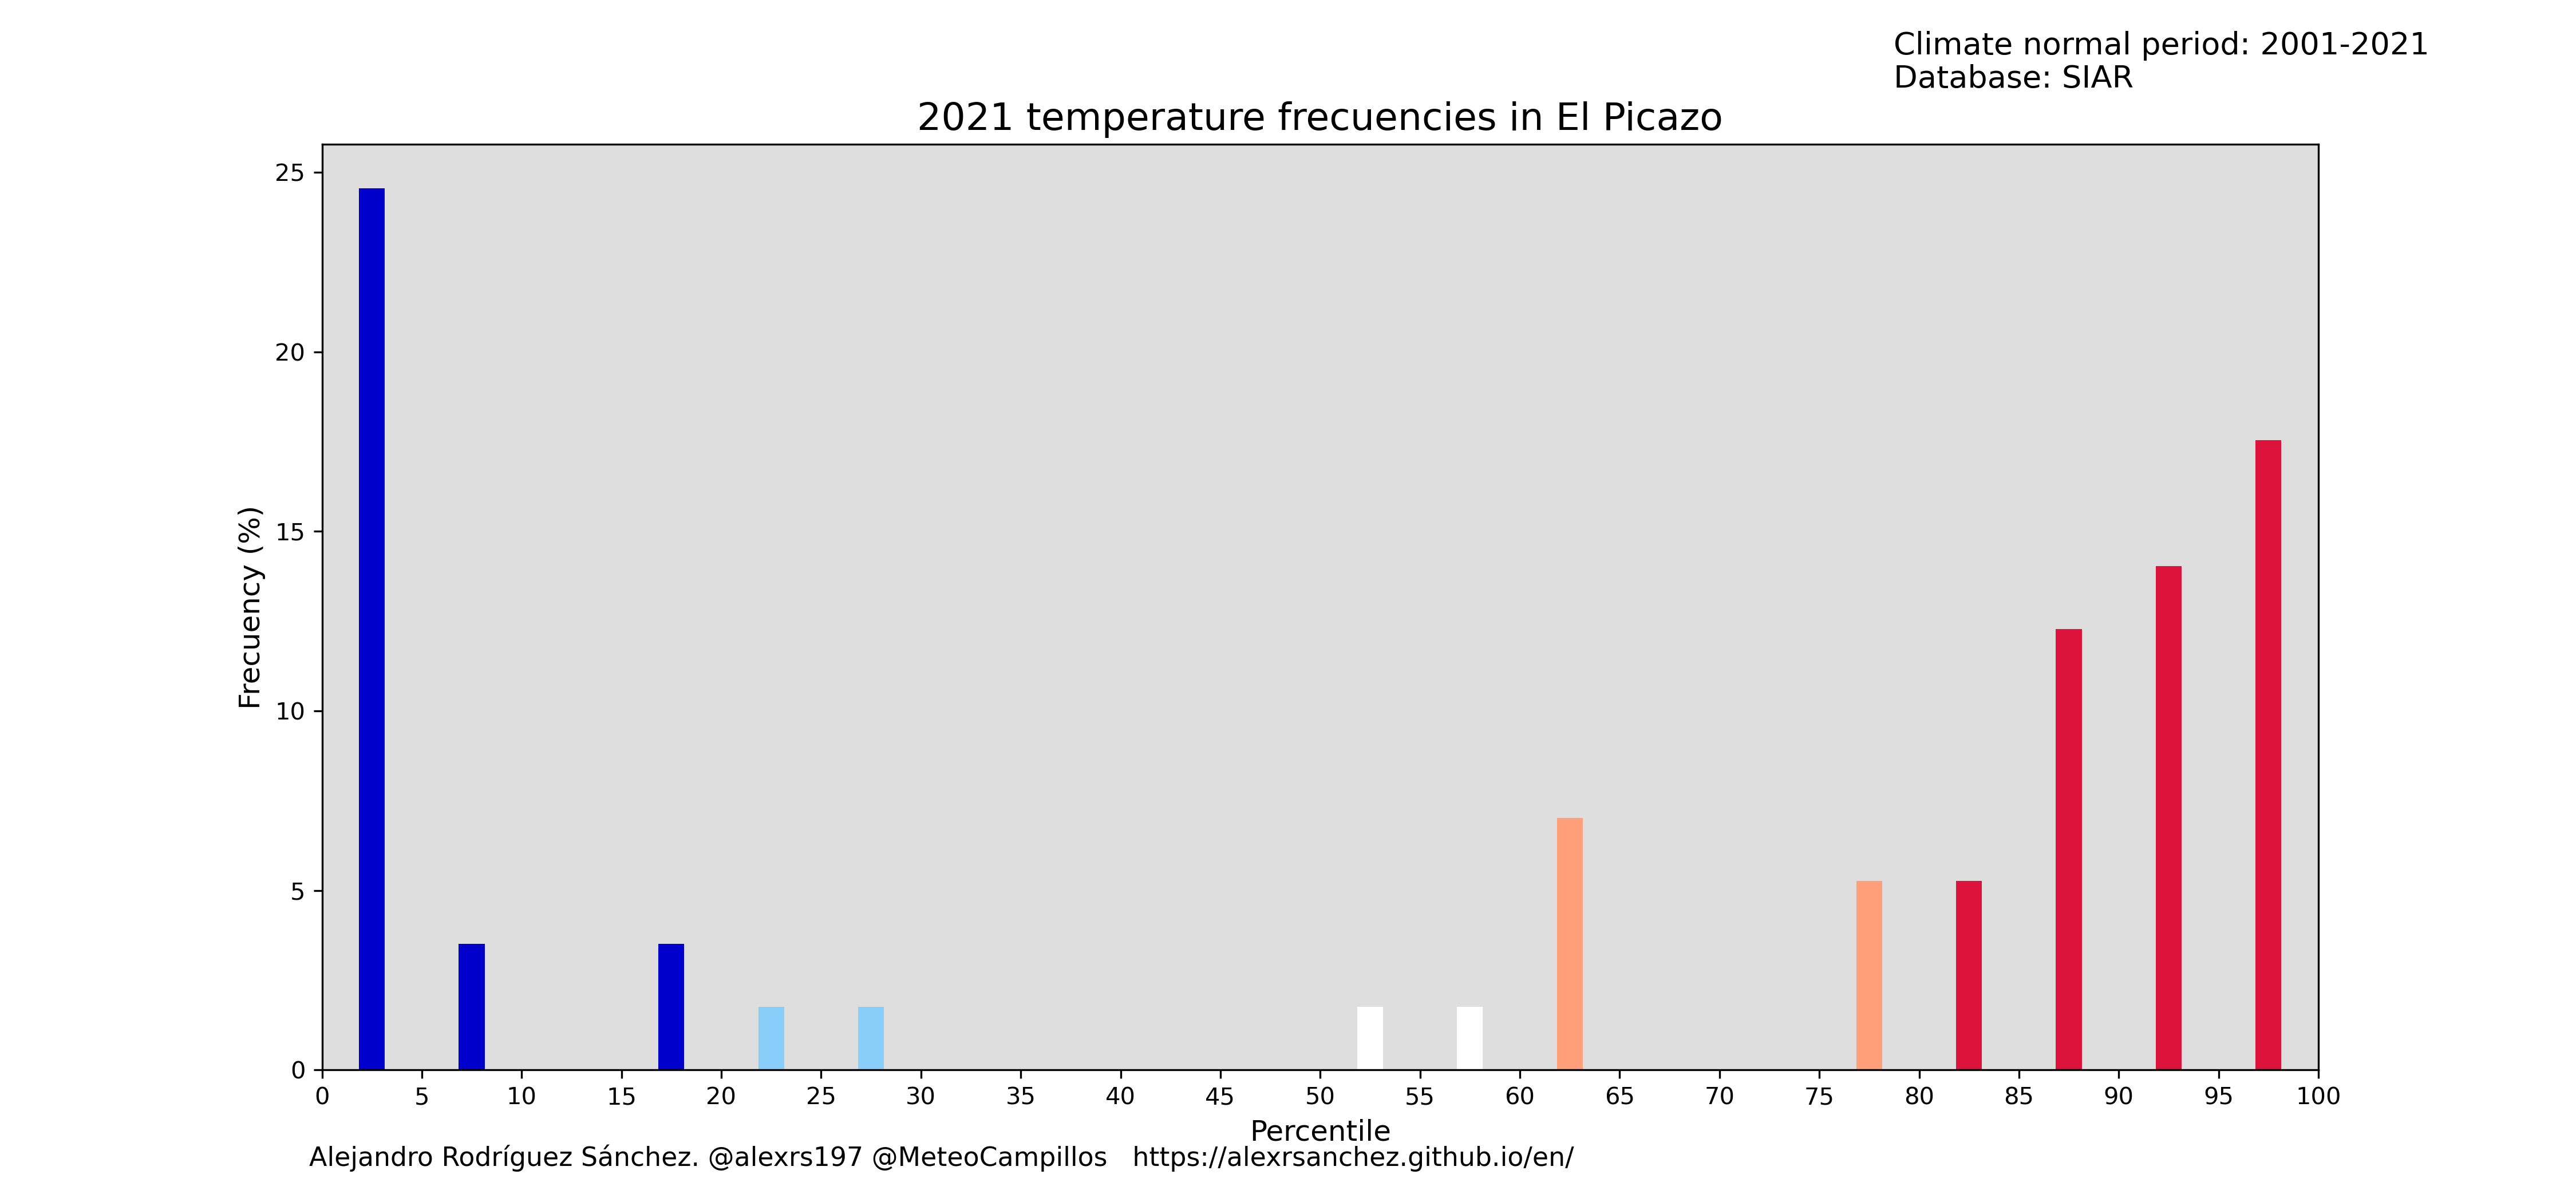 Climate normal period: 2001-2021
Database: SIAR
2021 temperature frecuencies in El Picazo
25
20
15
10
5
0
Frecuency (%)
0 5 10 15 20 25 30 35 40 45 50 55 60 65 70 75 80 85 90 95 100
Percentile
Alejandro Rodríguez Sánchez. @alexrs197 @MeteoCampillos https://alexrsanchez.github.io/en/